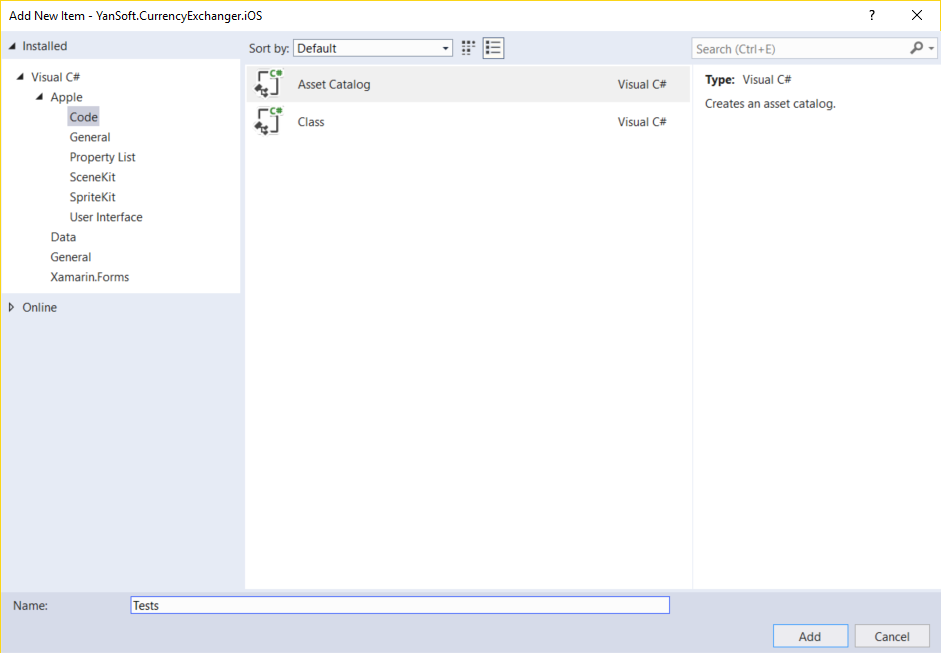 Add New Item - YanSoft.CurrencyExchanger.iOS
?
Installed
Sort by: Default
Search (Ctrl+E)
Visual C#
Apple
Code
General
Property List
SceneKit
SpriteKit
User Interface
Data
General
Xamarin.Forms
Online
C#
Asset Catalog Visual C#
C#
Class Visual C#
Type: Visual C#
Creates an asset catalog.
Name: Tests
Add Cancel